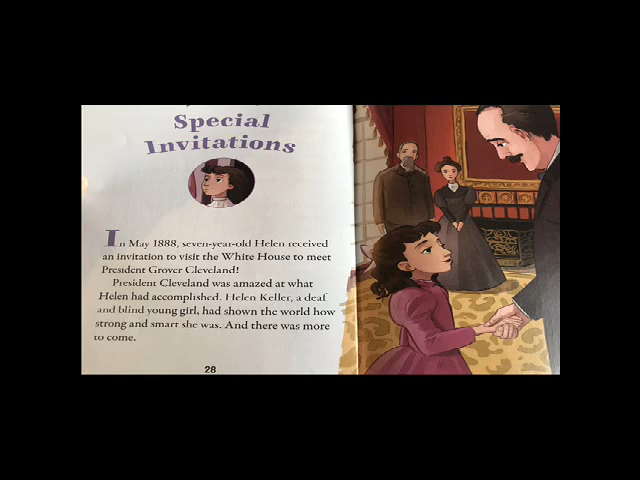 Special
Invitations
In May 1888, seven-year-old Helen received
an invitation to visit the White House to meet
President Grover Cleveland!
President Cleveland was amazed at what
Helen had accomplished. Helen Keller, a deaf
and blind young girl, had shown the world how
strong and smart she was. And there was more
to come.
28